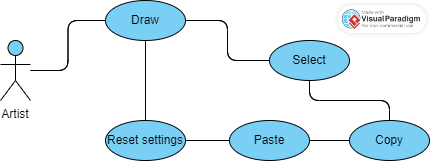 Draw
Made with
Visual Paradigm
For non-commercial use
Select
Artist
Reset settings
Paste
Copy